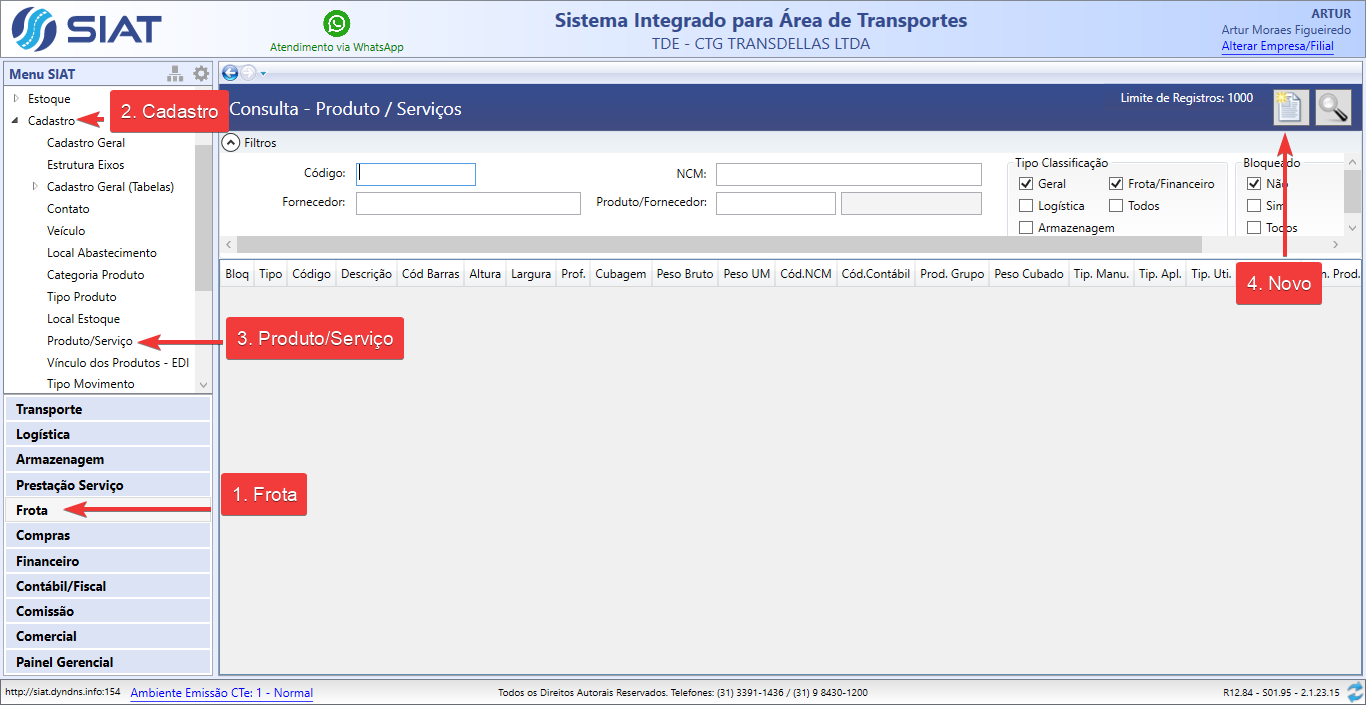 SIAT
Atendimento via WhatsApp
Sistema Integrado para Área de Transportes
TDE - CTG TRANSDELLAS LTDA
ARTUR
Artur Moraes Figueiredo
Alterar Empresa/Filial
Menu SIAT
Estoque
Cadastro
Cadastro Geral
Estrutura Eixos
Cadastro Geral (Tabelas)
Contato
Veículo
Local Abastecimento
Categoria Produto
Tipo Produto
Local Estoque
Produto/Serviço
Vínculo dos Produtos - EDI
Tipo Movimento
Transporte
Logística
Armazenagem
Prestação Serviço
Frota
Compras
Financeiro
Contábil/Fiscal
Comissão
Comercial
Painel Gerencial
2. Cadastro
3. Produto/Serviço
1. Frota
4. Novo
Consulta - Produto / Serviços
Limite de Registros: 1000
Filtros
Código:
NCM:
Fornecedor:
Produto/Fornecedor:
Tipo Classificação
Geral
Frota/Financeiro
Logística
Todos
Armazenagem
Bloqueado
Não
Sim
Todos
Bloq Tipo Código Descrição Cód Barras Altura Largura Prof. Cubagem Peso Bruto Peso UM Cód.NCM Cód.Contábil Prod. Grupo Peso Cubado Tip. Manu. Tip. Apl. Tip. Uti. Prod.
http://siat.dyndns.info:154
Ambiente Emissão CTe: 1 - Normal
Todos os Direitos Autorais Reservados. Telefones: (31) 3391-1436 / (31) 9 8430-1200
R12.84 - S01.95 - 2.1.23.15